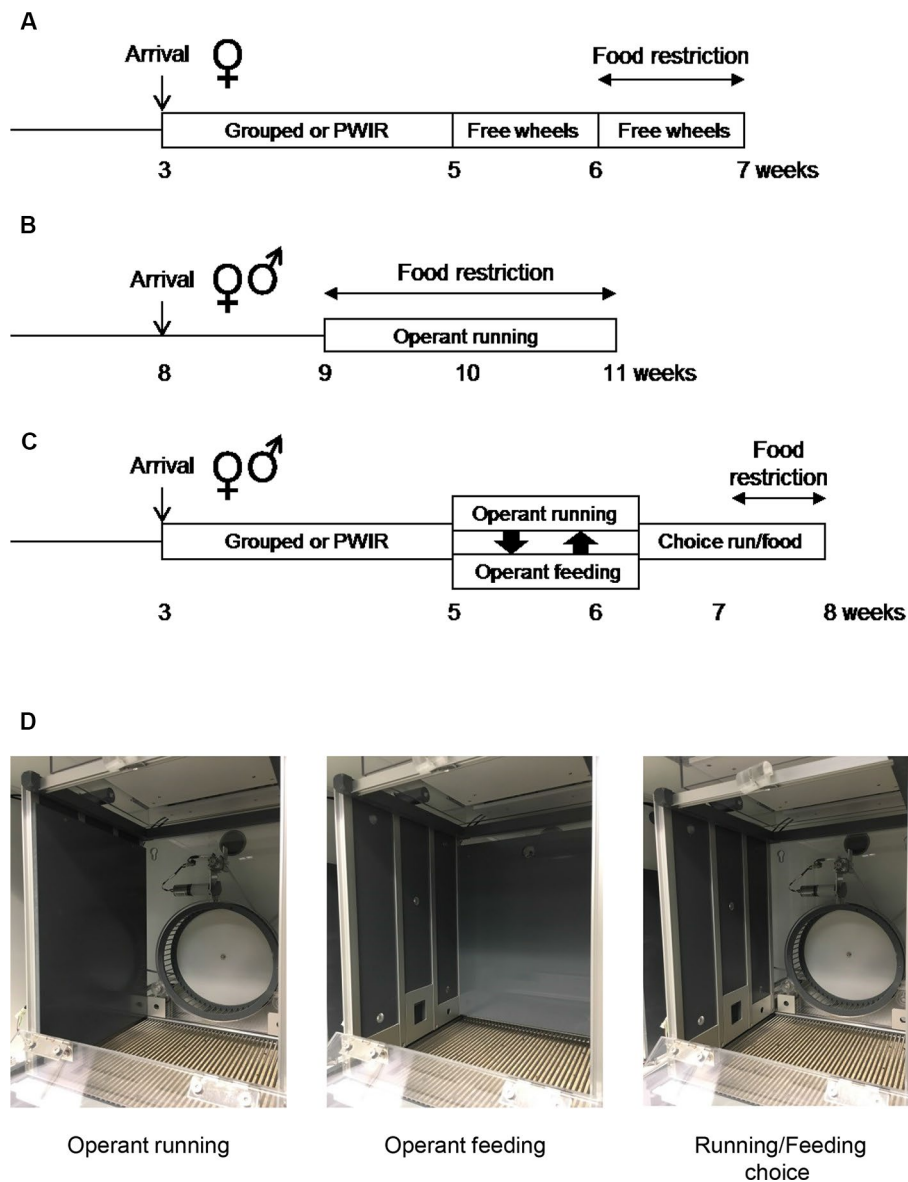 A
Arrival ♀
Food restriction
Grouped or PWIR Free wheels Free wheels
3 5 6 7 weeks
B
Arrival ♀♂
Food restriction
Operant running
8 9 10 11 weeks
C
Arrival ♀♂
Food
restriction
Operant running
Grouped or PWIR Choice run/food
Operant feeding
3 5 6 7 8 weeks
D
Operant running Operant feeding Running/Feeding
choice